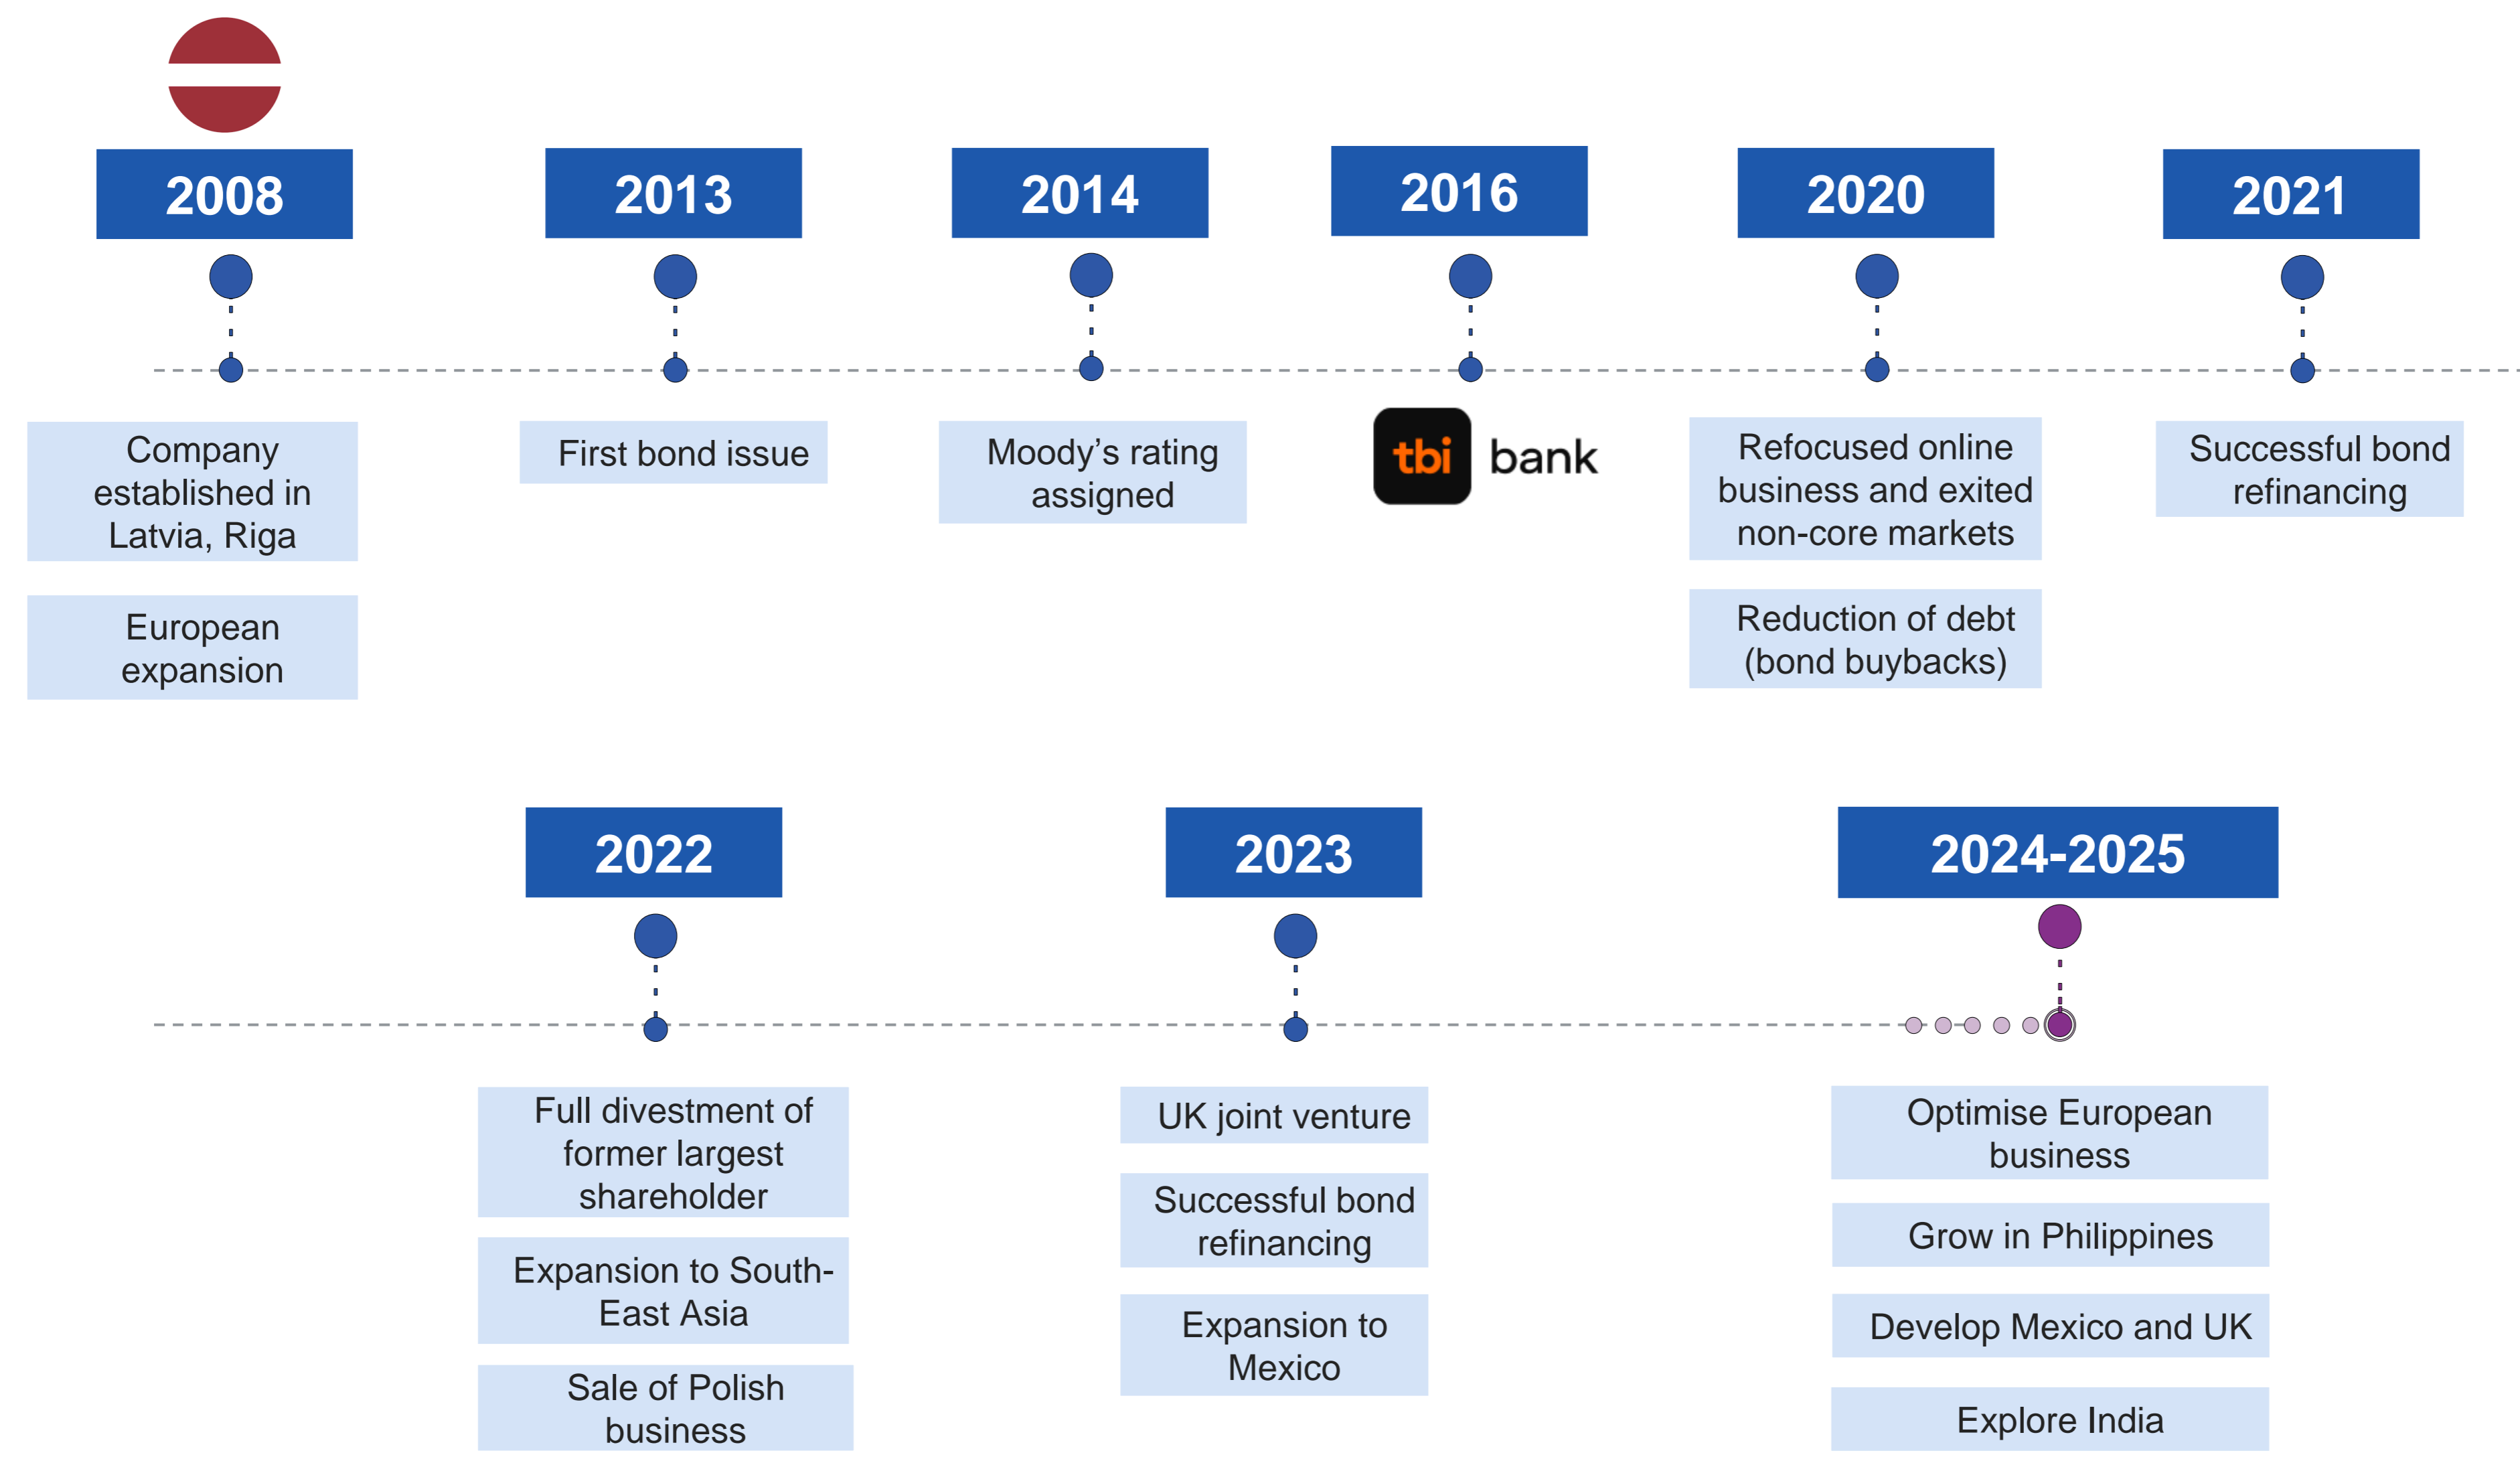 2008
2013
2014
2016
2020
2021
Company
established in
Latvia, Riga
European
expansion
First bond issue
Moody’s rating
assigned
tbi bank
Refocused online
business and exited
non-core markets
Reduction of debt
(bond buybacks)
Successful bond
refinancing
2022
2023
2024-2025
Full divestment of
former largest
shareholder
Expansion to South-
East Asia
Sale of Polish
business
UK joint venture
Successful bond
refinancing
Expansion to
Mexico
Optimise European
business
Grow in Philippines
Develop Mexico and UK
Explore India